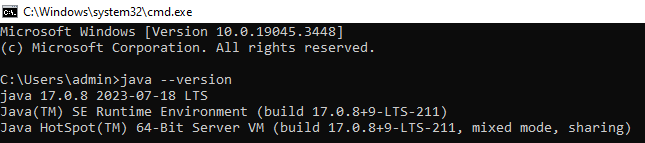 C:\Windows\system32\cmd.exe
Microsoft Windows [Version 10.0.19045.3448]
(c) Microsoft Corporation. All rights reserved.
C:\Users\admin>java --version
java 17.0.8 2023-07-18 LTS
Java(TM) SE Runtime Environment (build 17.0.8+9-LTS-211)
Java HotSpot(TM) 64-Bit Server VM (build 17.0.8+9-LTS-211, mixed mode, sharing)